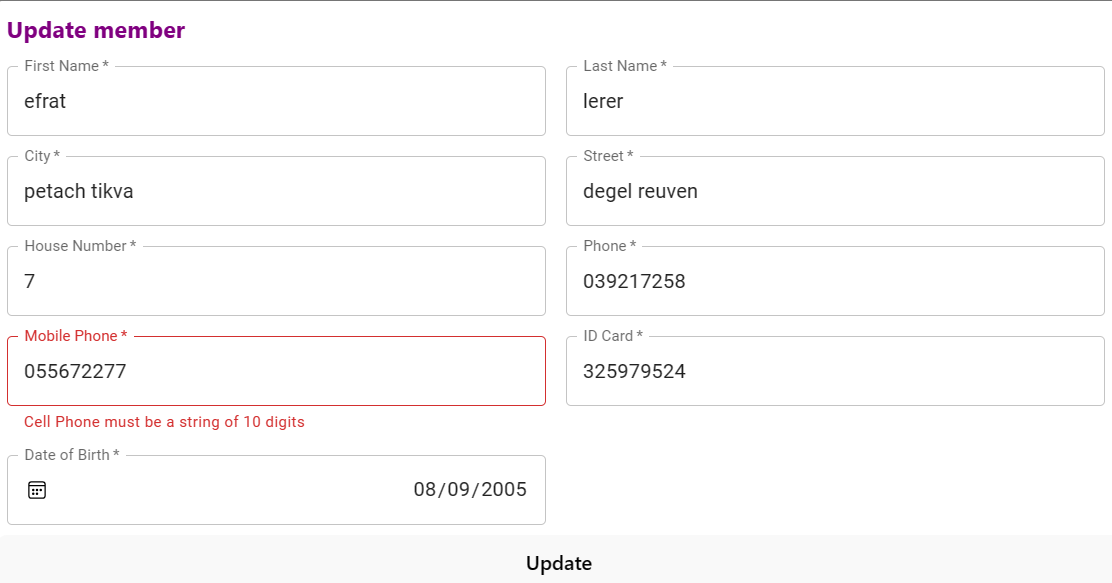 Update member
First Name *
efrat
Last Name *
lerer
City *
petach tikva
Street *
degel reuven
House Number *
7
Phone *
039217258
Mobile Phone *
055672277
Cell Phone must be a string of 10 digits
ID Card *
325979524
Date of Birth *
08/09/2005
Update